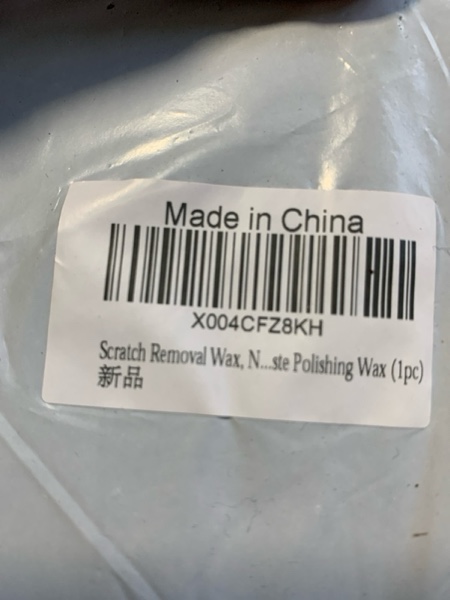 Made in China
X004CFZ8KH
Scratch Removal Wax, N...ste Polishing Wax (1pc)
新品